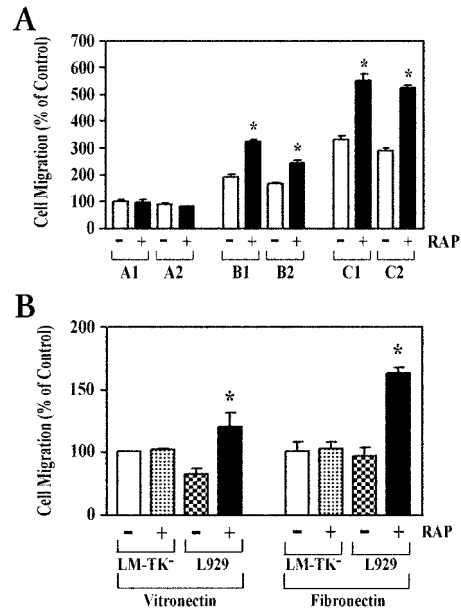 A
Cell Migration (% of Control)
700
600
500
400
300
200
100
0
* * * *
- + - + - + - + - + - + RAP
A1 A2 B1 B2 C1 C2
B
Cell Migration (% of Control)
200
150
100
0
* *
- + - + - + - + RAP
LM-TK- L929 LM-TK- L929
Vitronectin Fibronectin